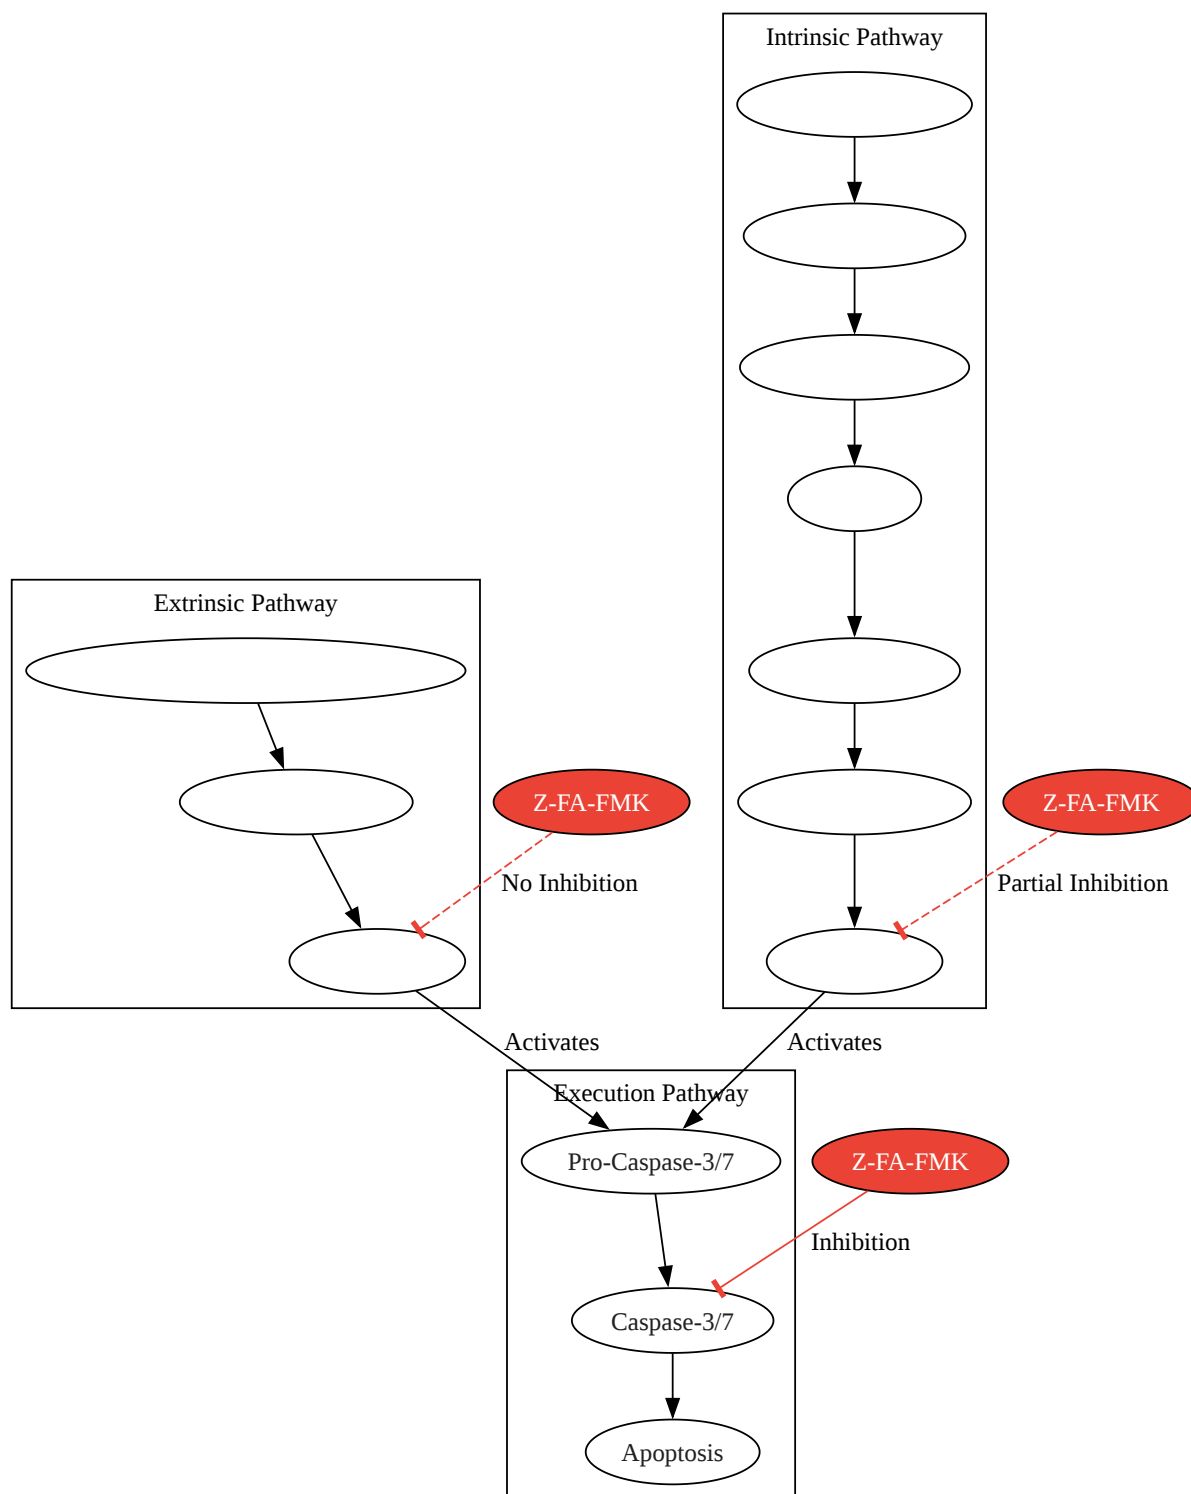 Intrinsic Pathway
Extrinsic Pathway
Z-FA-FMK
Z-FA-FMK
No Inhibition
Partial Inhibition
Activates
Activates
Execution Pathway
Pro-Caspase-3/7
Z-FA-FMK
Inhibition
Caspase-3/7
Apoptosis